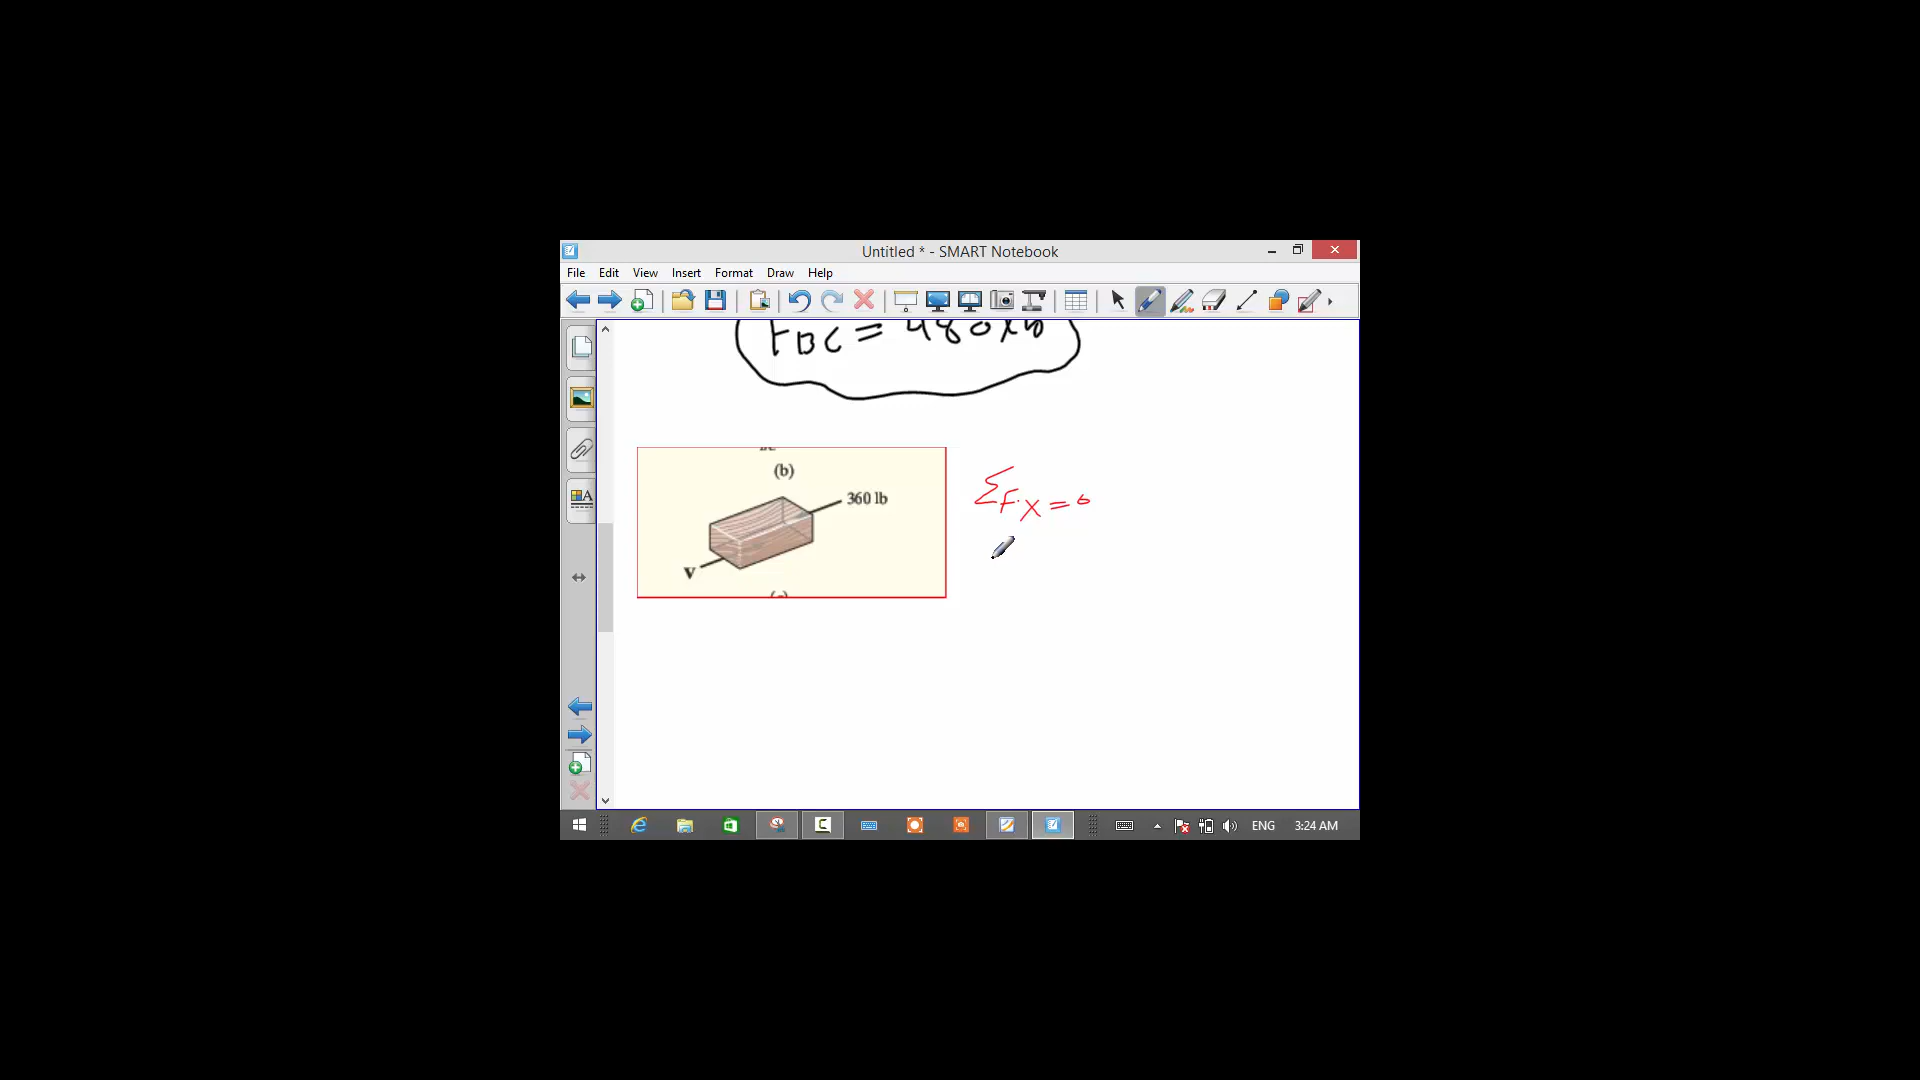 Untitled * - SMART Notebook
File Edit View Insert Format Draw Help
FBC = 480 lb
(b)
360 lb
V
ΣF.X = 0
ENG 3:24 AM